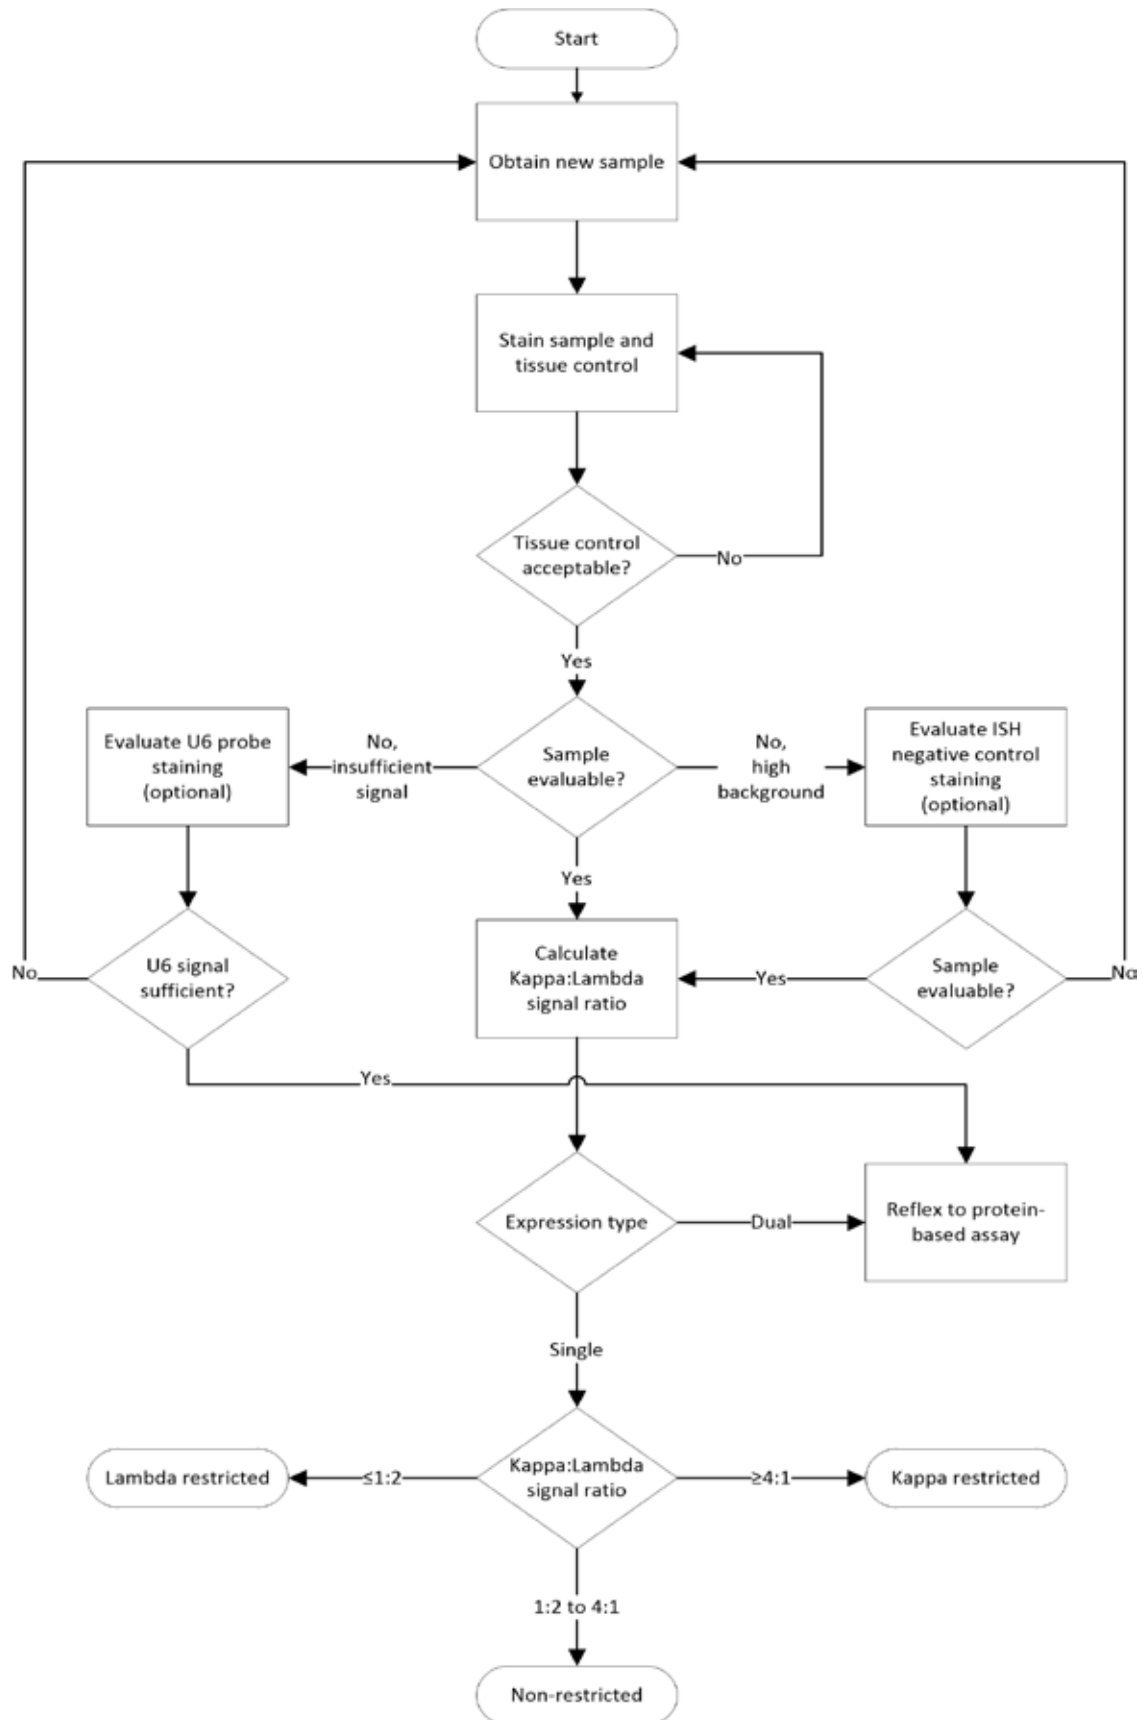 Start
Obtain new sample
Stain sample and
tissue control
Tissue control
acceptable?
No
Yes
Evaluate U6 probe
staining
(optional)
No,
insufficient
signal
Sample
evaluable?
No,
high
background
Evaluate ISH
negative control
staining
(optional)
Yes
No
U6 signal
sufficient?
Calculate
Kappa:Lambda
signal ratio
Yes
Sample
evaluable?
No
Yes
Expression type
Dual
Reflex to protein-
based assay
Single
Lambda restricted
≤1:2
Kappa:Lambda
signal ratio
≥4:1
Kappa restricted
1:2 to 4:1
Non-restricted